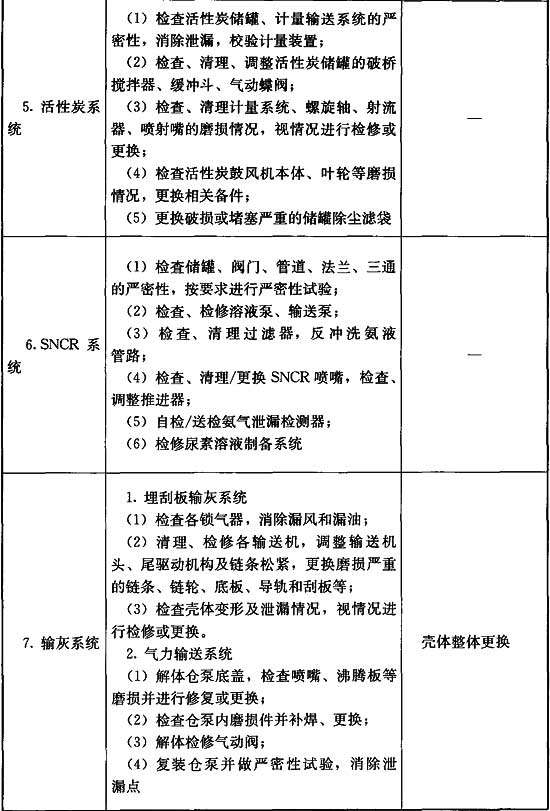 5. 活性炭系
统
（1）检查活性炭储罐、计量输送系统的严
密性，消除泄漏，校验计量装置；
（2）检查、清理、调整活性炭储罐的破桥
搅拌器、缓冲斗、气动蝶阀；
（3）检查、清理计量系统、螺旋轴、射流
器、喷射嘴的磨损情况，视情况进行检修或
更换；
（4）检查活性炭鼓风机本体、叶轮等磨损
情况，更换相关备件；
（5）更换破损或堵塞严重的储罐除尘滤袋
—
6. SNCR 系
统
（1）检查储罐、阀门、管道、法兰、三通
的严密性，按要求进行严密性试验；
（2）检查、检修溶液泵、输送泵；
（3）检查、清理过滤器，反冲洗氨液
管路；
（4）检查、清理/更换 SNCR 喷嘴，检查、
调整推进器；
（5）自检/送检氨气泄漏检测器；
（6）检修尿素溶液制备系统
—
7. 输灰系统
1. 埋刮板输灰系统
（1）检查各锁气器，消除漏风和漏油；
（2）清理、检修各输送机，调整输送机
头、尾驱动机构及链条松紧，更换磨损严重
的链条、链轮、底板、导轨和刮板等；
（3）检查壳体变形及泄漏情况，视情况进
行检修或更换。
2. 气力输送系统
（1）解体仓泵底盖，检查喷嘴、沸腾板等
磨损并进行修复或更换；
（2）检查仓泵内磨损件并补焊、更换；
（3）解体检修气动阀；
（4）复装仓泵并做严密性试验，消除泄
漏点
壳体整体更换